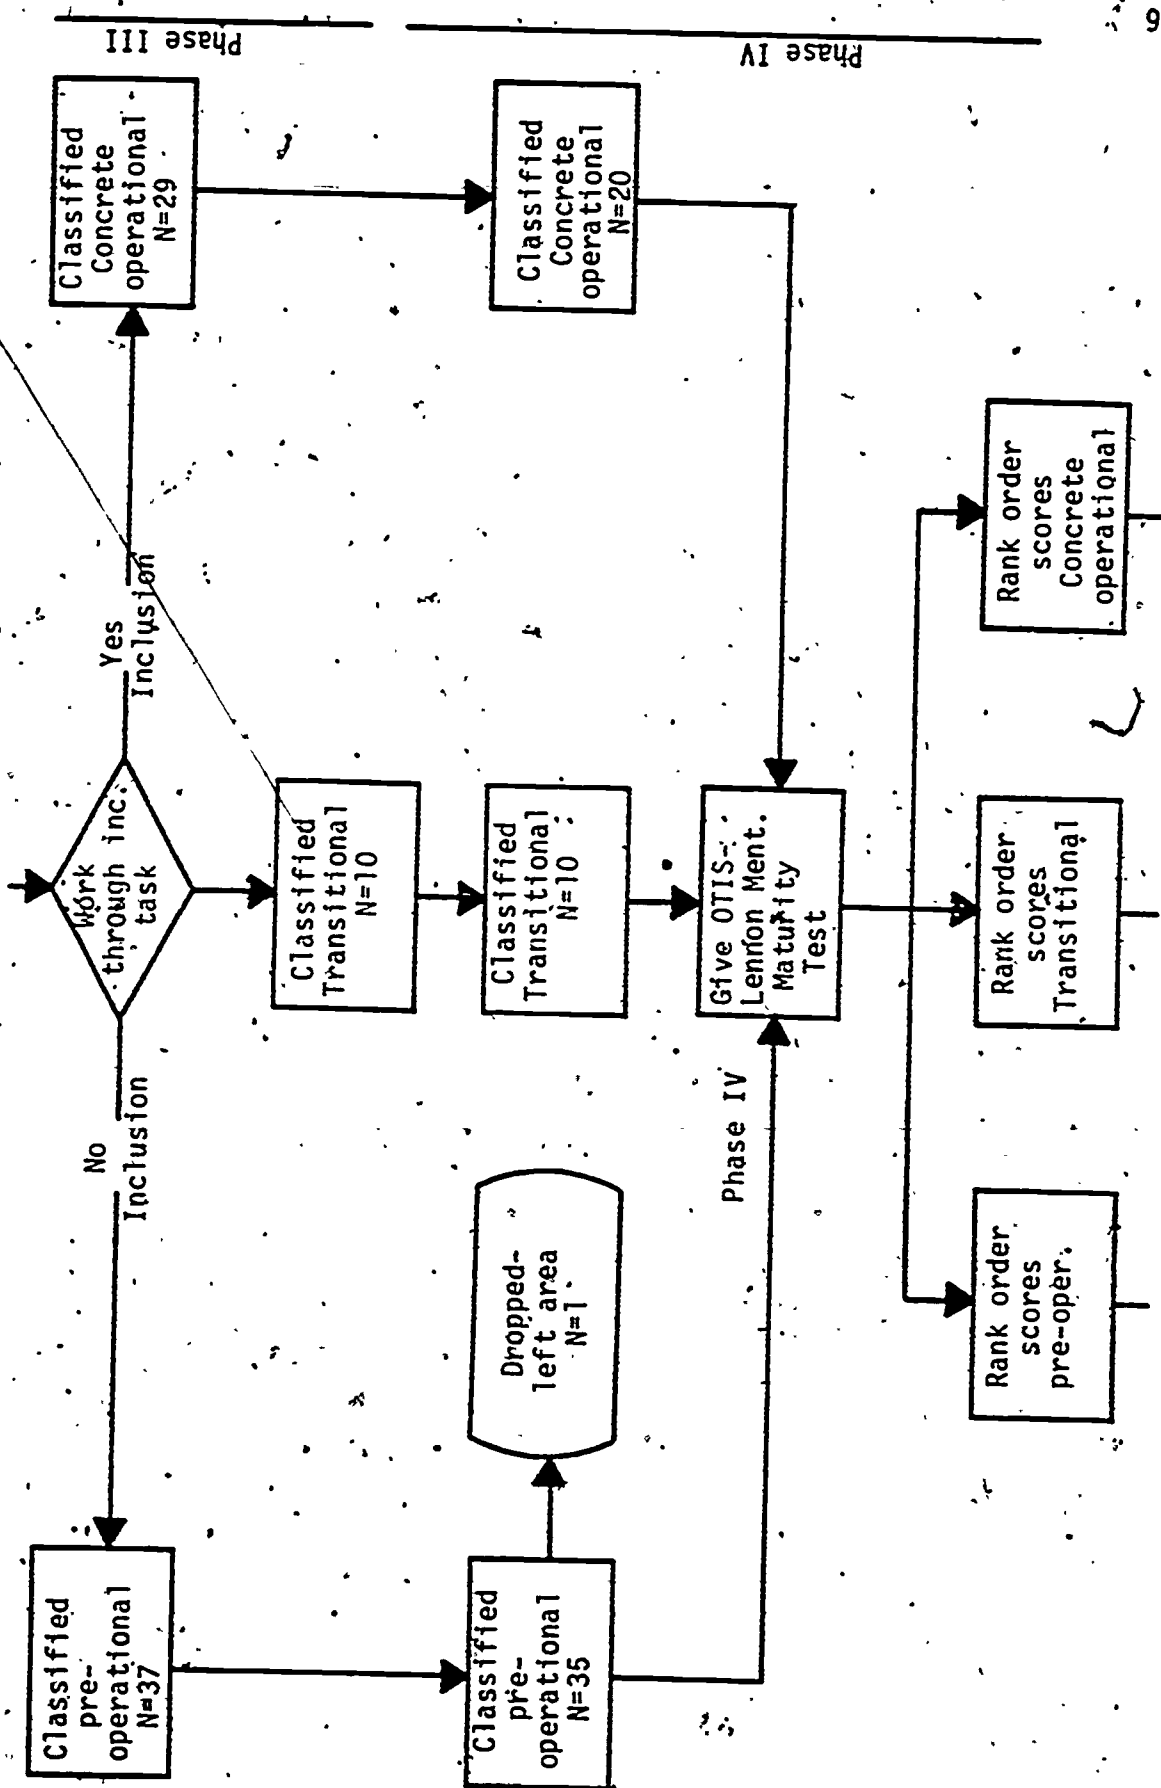 Work
through inc.
task
No
Inclusion
Yes
Inclusion
Classified
pre-
operational
N=37
Classified
Transitional
N=10
Classified
Concrete
operational
N=29
Phase III
Classified
pre-
operational
N=35
Dropped-
left area
N=1
Classified
Transitional
N=10
Classified
Concrete
operational
N=20
Phase IV
Give OTIS-
Lennon Ment.
Maturity
Test
Phase IV
Rank order
scores
pre-oper.
Rank order
scores
Transitional
Rank order
scores
Concrete
operational
9